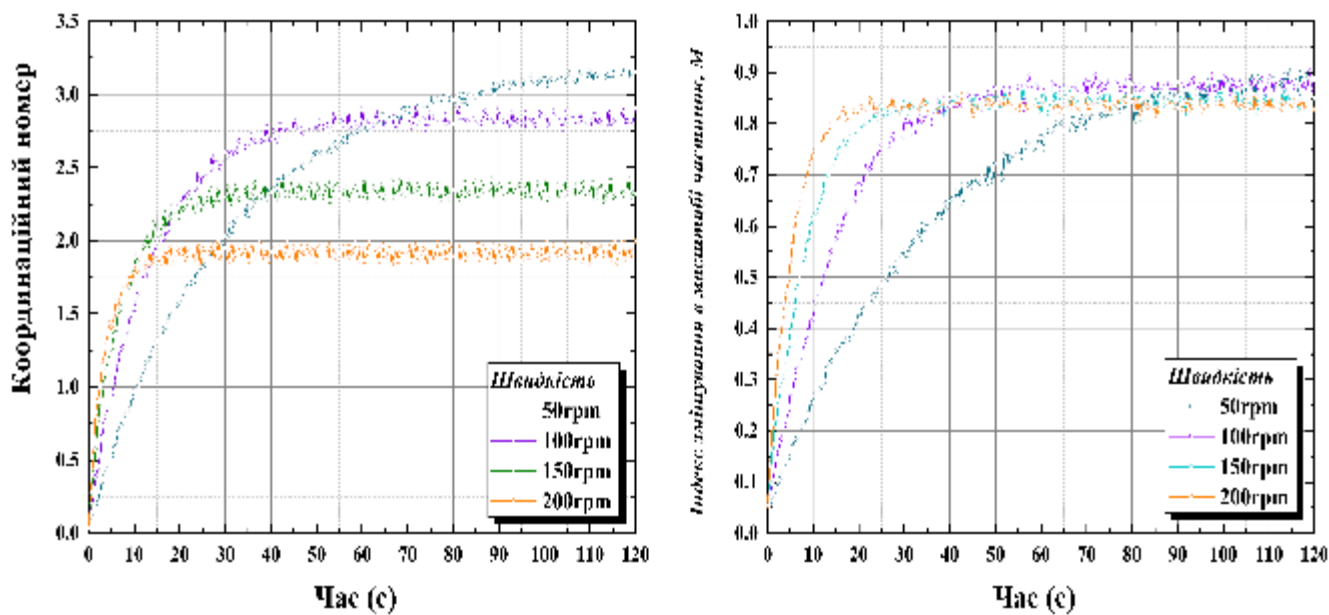 Координаційний номер
3.5
3.0
2.5
2.0
1.5
1.0
0.5
0.0
0 10 20 30 40 50 60 70 80 90 100 110 120
Час (с)
Швидкість
50rpm
100rpm
150rpm
200rpm
Індекс змішування в масштабі частинок, M
1.0
0.9
0.8
0.7
0.6
0.5
0.4
0.3
0.2
0.1
0.0
0 10 20 30 40 50 60 70 80 90 100 110 120
Час (с)
Швидкість
50rpm
100rpm
150rpm
200rpm